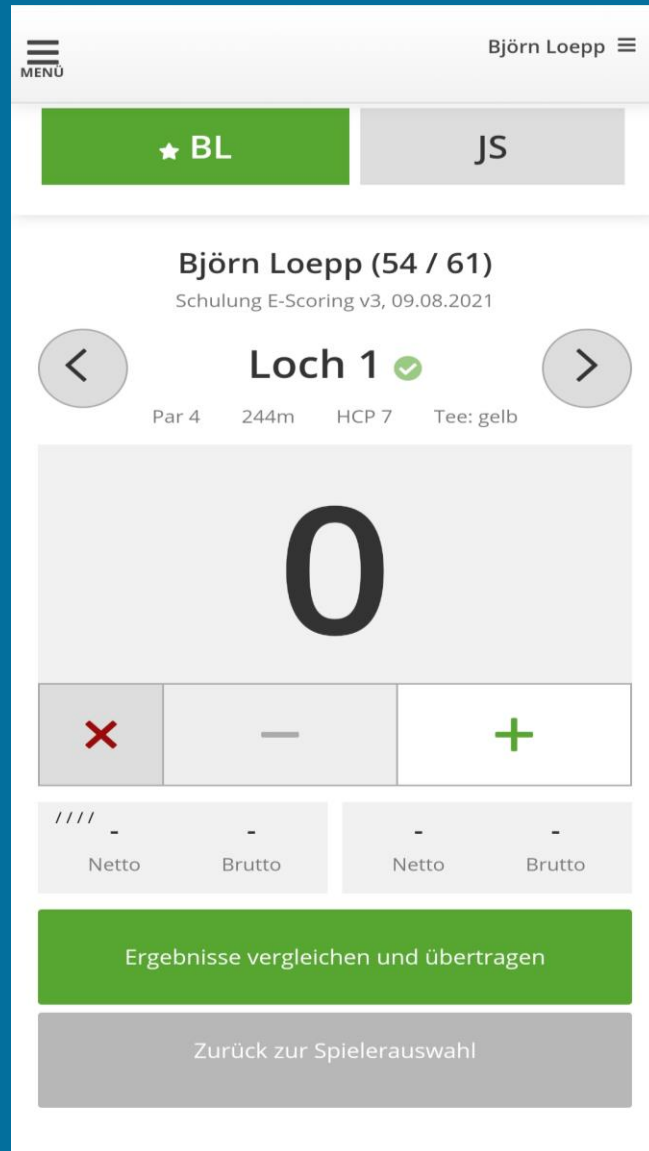 MENÜ
Björn Loepp
BL
JS
Björn Loepp (54 / 61)
Schulung E-Scoring v3, 09.08.2021
Loch 1
Par 4 244m HCP 7 Tee: gelb
0
////
- - - -
Netto Brutto Netto Brutto
Ergebnisse vergleichen und übertragen
Zurück zur Spielerauswahl